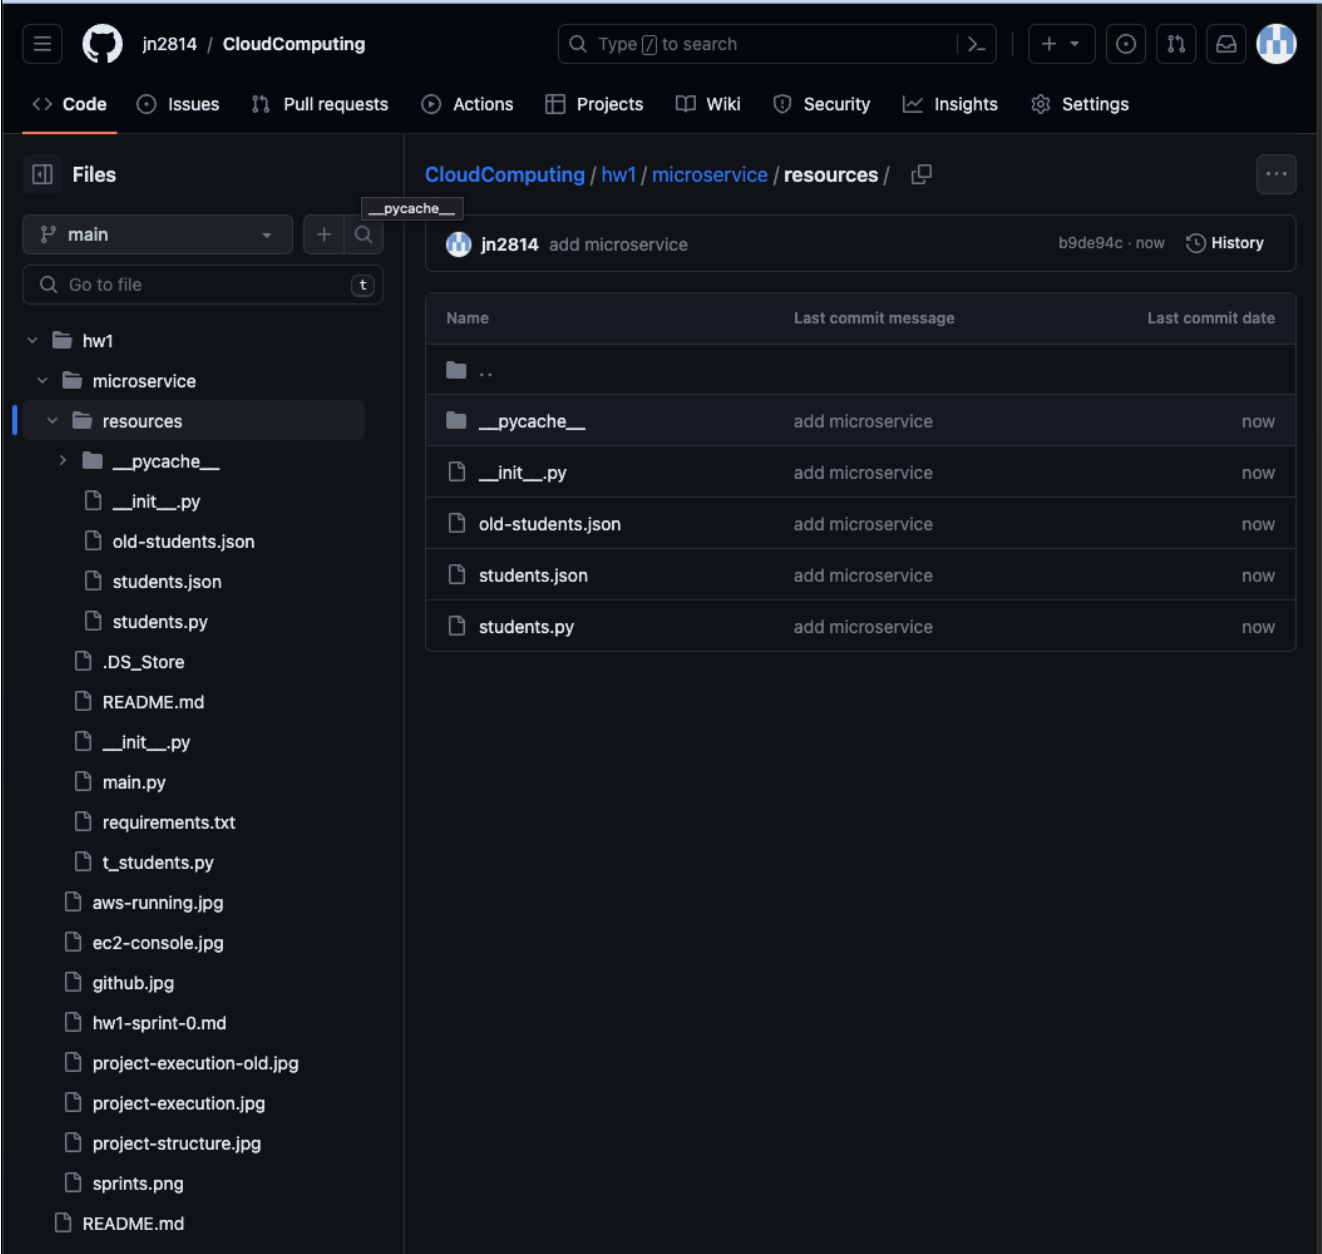 jn2814 / CloudComputing
Type / to search
Code Issues Pull requests Actions Projects Wiki Security Insights Settings
Files
main
Go to file
t
hw1
microservice
resources
__pycache__
__init__.py
old-students.json
students.json
students.py
.DS_Store
README.md
__init__.py
main.py
requirements.txt
t_students.py
aws-running.jpg
ec2-console.jpg
github.jpg
hw1-sprint-0.md
project-execution-old.jpg
project-execution.jpg
project-structure.jpg
sprints.png
README.md
__pycache__
CloudComputing / hw1 / microservice / resources /
jn2814 add microservice b9de94c · now History
Name Last commit message Last commit date
..
__pycache__ add microservice now
__init__.py add microservice now
old-students.json add microservice now
students.json add microservice now
students.py add microservice now